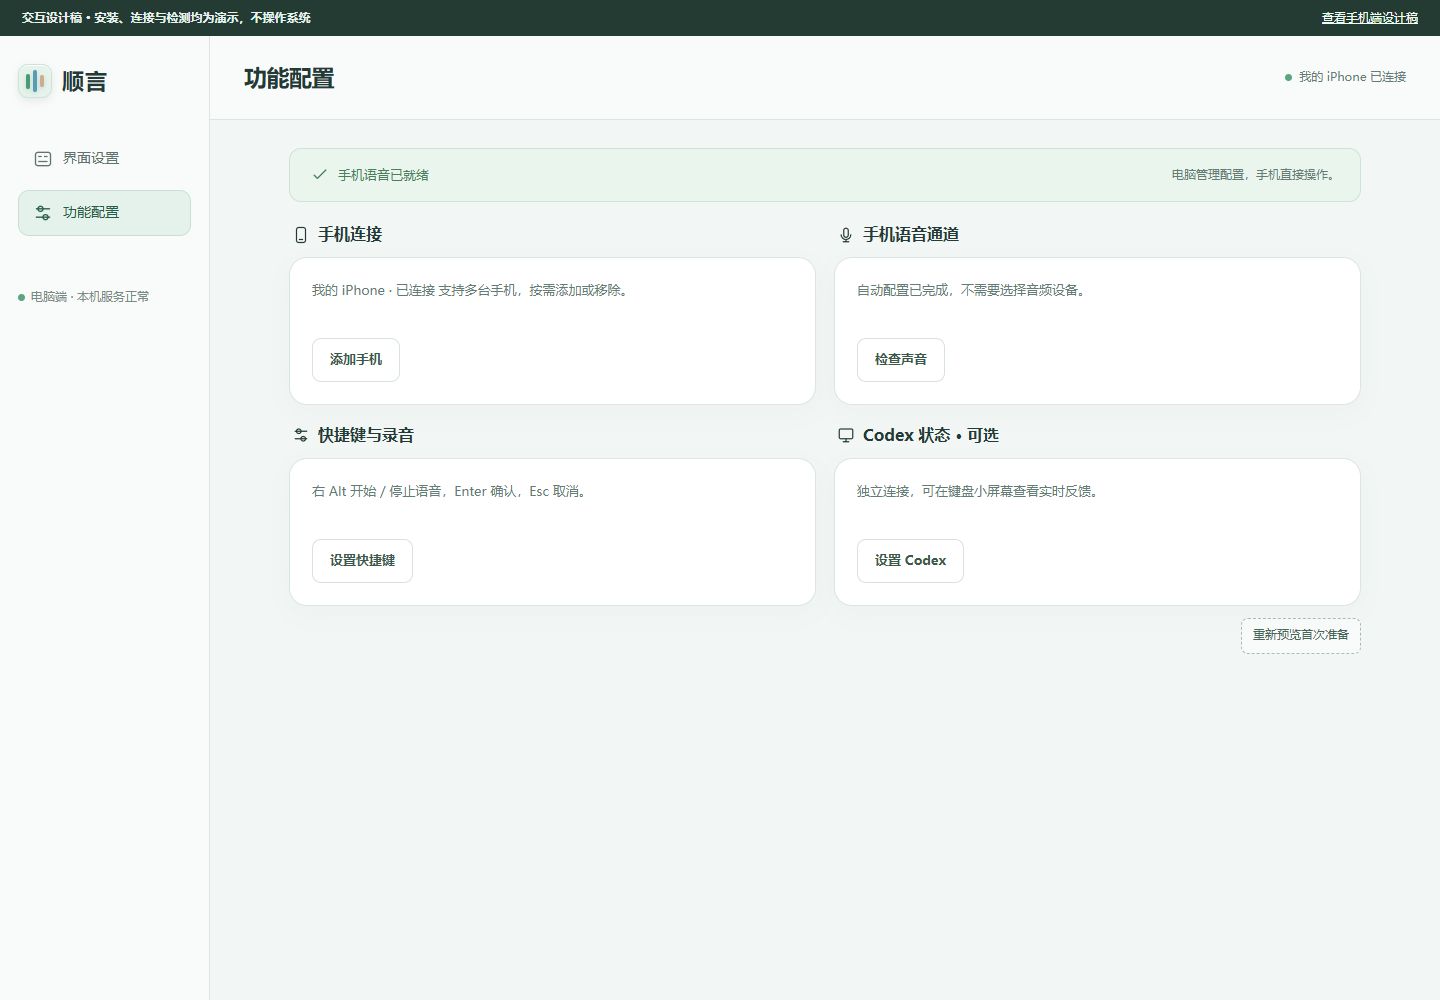 交互设计稿 • 安装、连接与检测均为演示，不操作系统
查看手机端设计稿
顺言
界面设置
功能配置
电脑端 · 本机服务正常
功能配置
我的 iPhone 已连接
手机语音已就绪
电脑管理配置，手机直接操作。
手机连接
我的 iPhone · 已连接 支持多台手机，按需添加或移除。
添加手机
手机语音通道
自动配置已完成，不需要选择音频设备。
检查声音
快捷键与录音
右 Alt 开始 / 停止语音，Enter 确认，Esc 取消。
设置快捷键
Codex 状态 • 可选
独立连接，可在键盘小屏幕查看实时反馈。
设置 Codex
重新预览首次准备